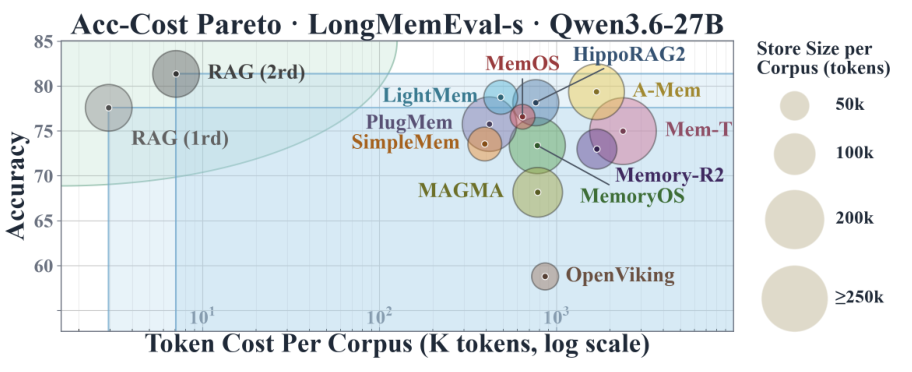 Acc-Cost Pareto · LongMemEval-s · Qwen3.6-27B
Accuracy
85
80
75
70
65
60
RAG (2rd)
RAG (1rd)
MemOS
HippoRAG2
LightMem
A-Mem
PlugMem
Mem-T
SimpleMem
Memory-R2
MAGMA
MemoryOS
OpenViking
10¹
10²
10³
Token Cost Per Corpus (K tokens, log scale)
Store Size per
Corpus (tokens)
50k
100k
200k
≥250k